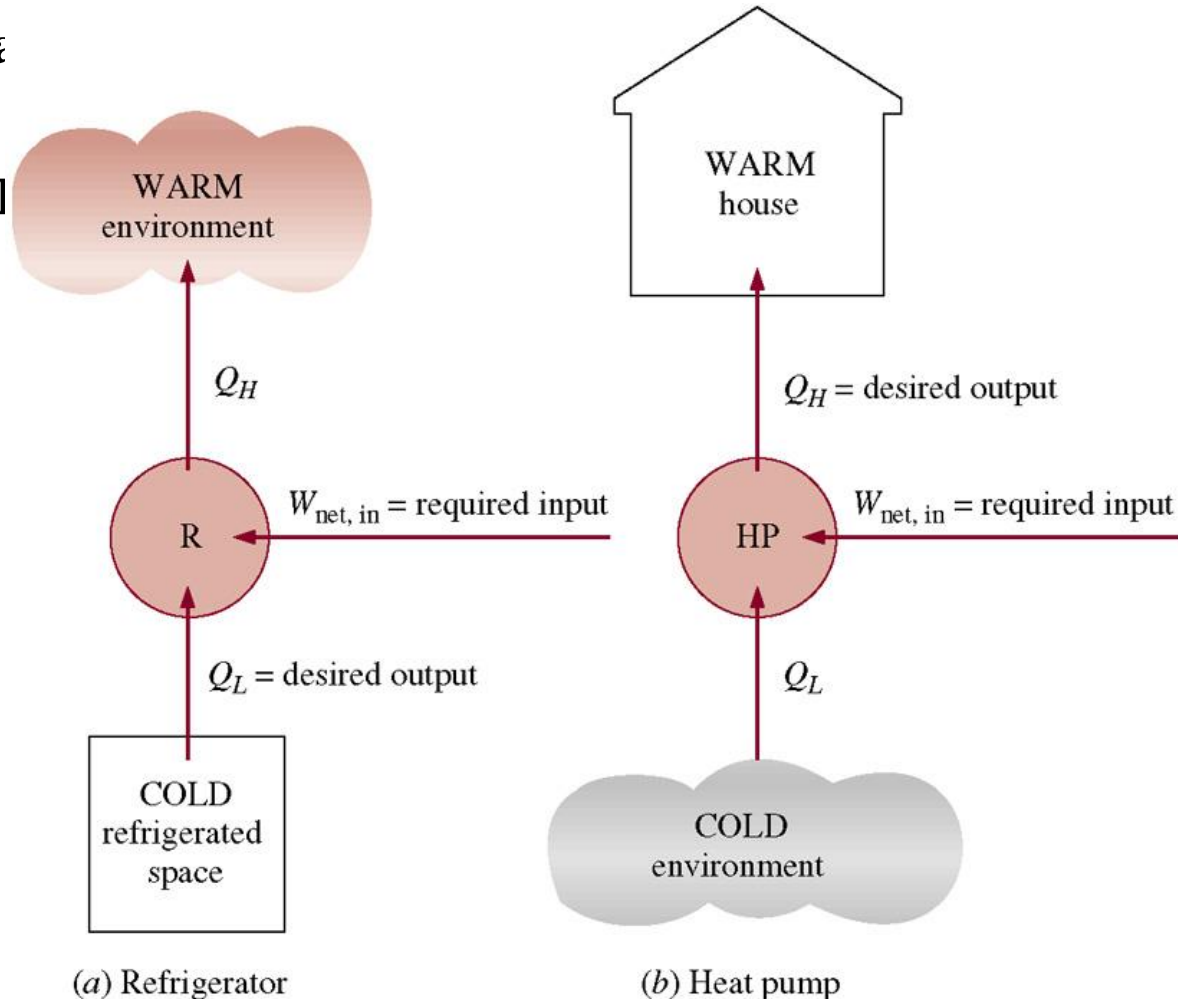 WARM
environment
Q_H
R
W_net, in = required input
Q_L = desired output
COLD
refrigerated
space
(a) Refrigerator
WARM
house
Q_H = desired output
HP
W_net, in = required input
Q_L
COLD
environment
(b) Heat pump